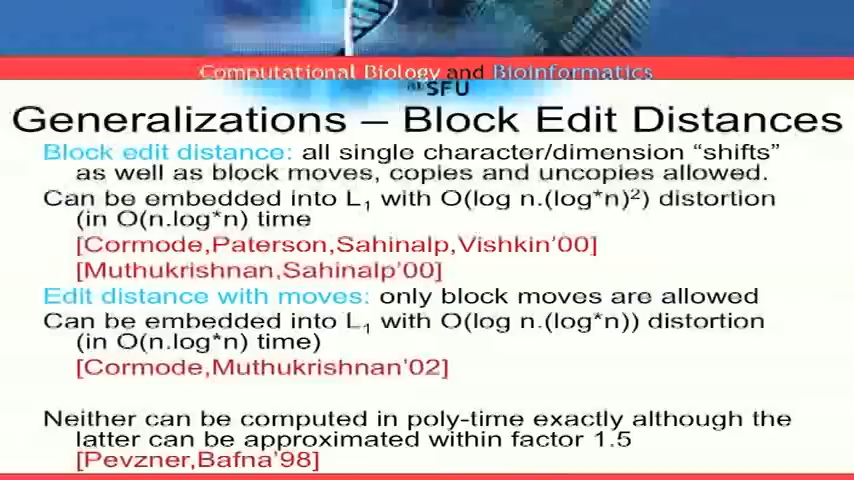 Computational Biology and Bioinformatics
at SFU
Generalizations – Block Edit Distances
Block edit distance: all single character/dimension “shifts”
as well as block moves, copies and uncopies allowed.
Can be embedded into L₁ with O(log n.(log*n)²) distortion
(in O(n.log*n) time
[Cormode,Paterson,Sahinalp,Vishkin’00]
[Muthukrishnan,Sahinalp’00]
Edit distance with moves: only block moves are allowed
Can be embedded into L₁ with O(log n.(log*n)) distortion
(in O(n.log*n) time)
[Cormode,Muthukrishnan’02]
Neither can be computed in poly-time exactly although the
latter can be approximated within factor 1.5
[Pevzner,Bafna’98]